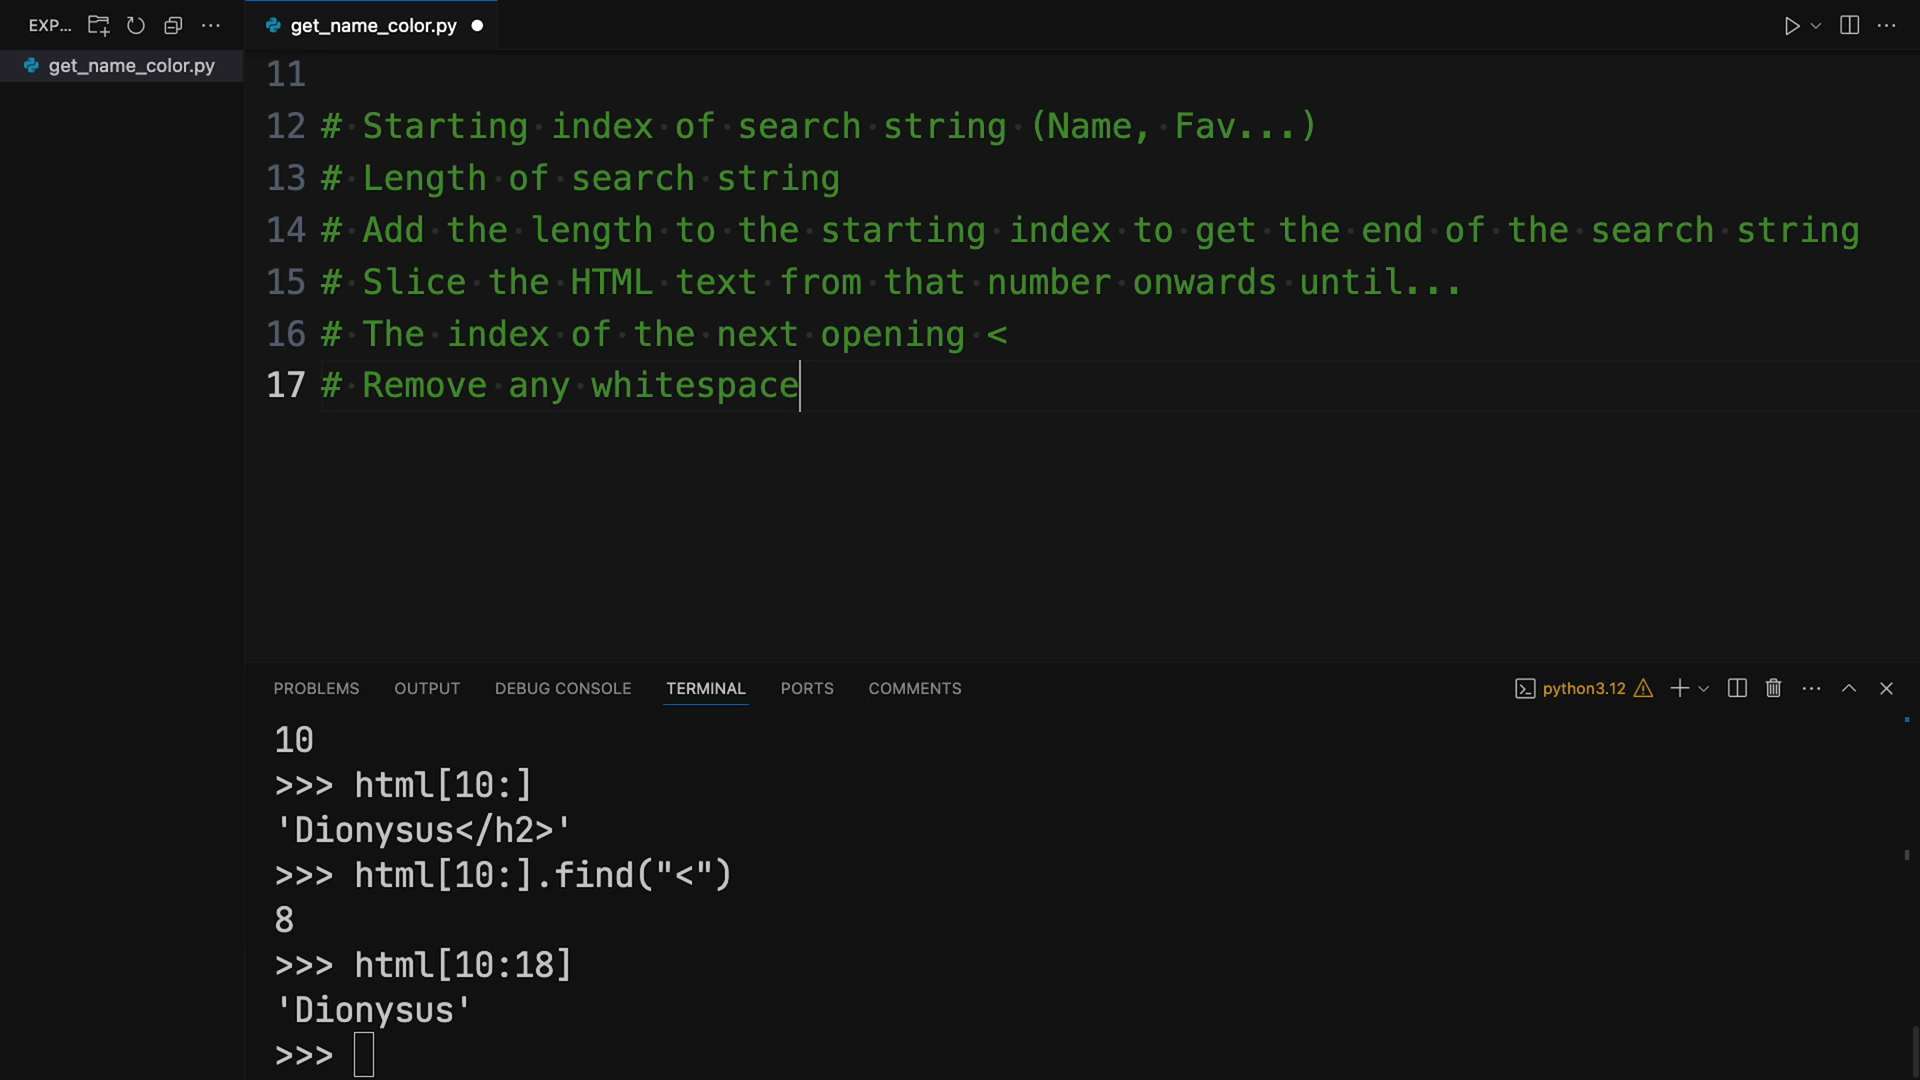 EXP...
get_name_color.py
get_name_color.py
11
12 # Starting index of search string (Name, Fav...)
13 # Length of search string
14 # Add the length to the starting index to get the end of the search string
15 # Slice the HTML text from that number onwards until...
16 # The index of the next opening <
17 # Remove any whitespace
PROBLEMS OUTPUT DEBUG CONSOLE TERMINAL PORTS COMMENTS python3.12
10
>>> html[10:]
'Dionysus</h2>'
>>> html[10:].find("<")
8
>>> html[10:18]
'Dionysus'
>>>